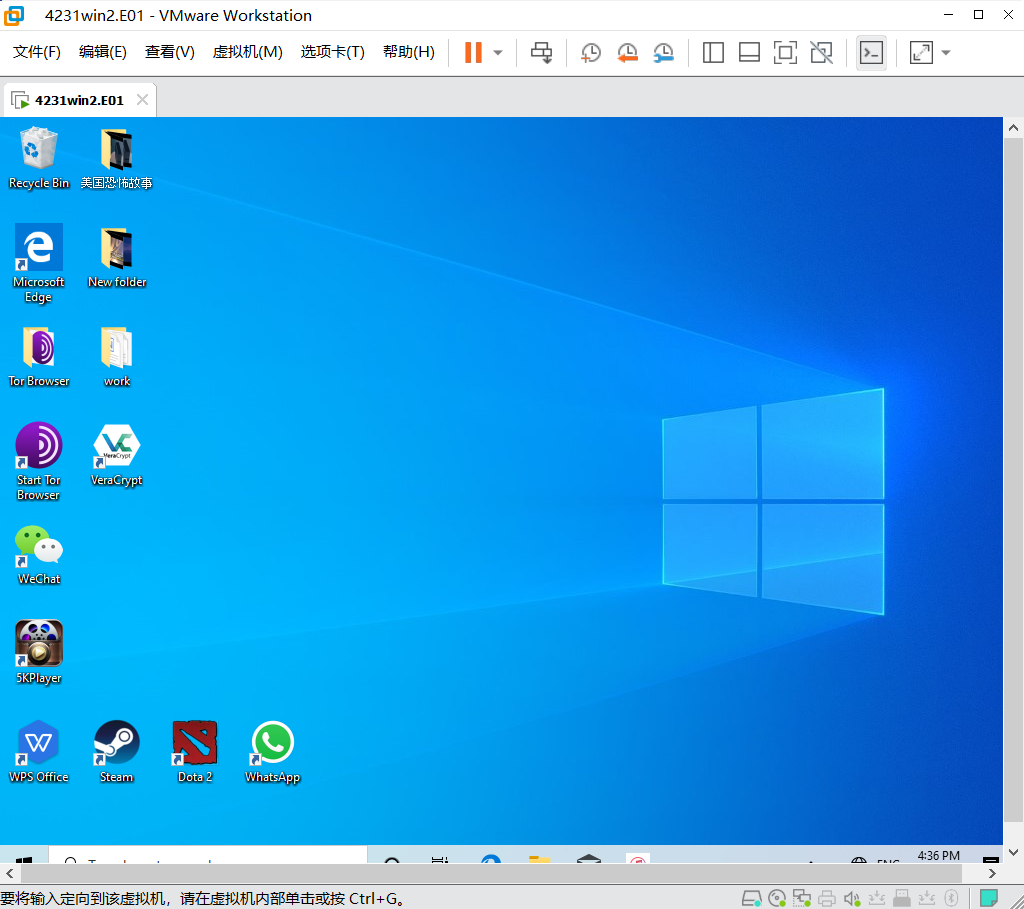 4231win2.E01 - VMware Workstation
文件(F) 编辑(E) 查看(V) 虚拟机(M) 选项卡(T) 帮助(H)
4231win2.E01
Recycle Bin
美国恐怖故事
Microsoft
Edge
New folder
Tor Browser
work
Start Tor
Browser
VeraCrypt
VeraCrypt
WeChat
5KPlayer
WPS Office
Steam
Dota 2
WhatsApp
4:36 PM
要将输入定向到该虚拟机，请在虚拟机内部单击或按 Ctrl+G。